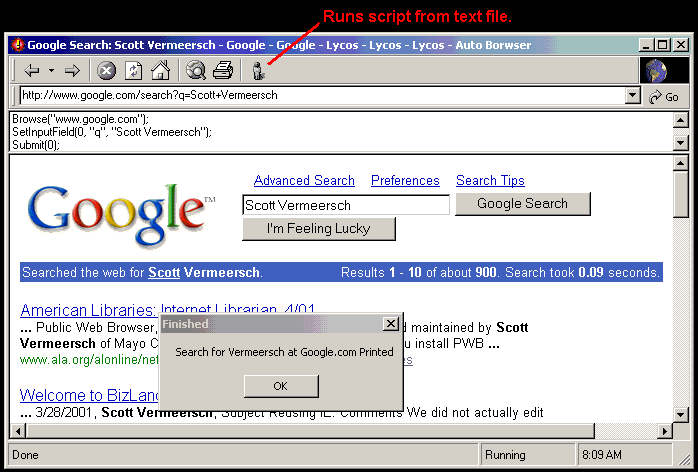 Runs script from text file.
Google Search: Scott Vermeersch - Google - Google - Lycos - Lycos - Lycos - Auto Borwser
http://www.google.com/search?q=Scott+Vermeersch
Go
Browse("www.google.com");
SetInputField(0, "q", "Scott Vermeersch");
Submit(0);
Google™
Advanced Search Preferences Search Tips
Scott Vermeersch Google Search
I'm Feeling Lucky
Searched the web for Scott Vermeersch. Results 1 - 10 of about 900. Search took 0.09 seconds.
American Libraries: Internet Librarian, 4/01
... Public Web Browser, d maintained by Scott
Vermeersch of Mayo C u install PWB ...
www.ala.org/alonline/net es
Finished
Search for Vermeersch at Google.com Printed
OK
Welcome to BizLan
... 3/28/2001, Scott Vermeersch, Subject Reusing IE. Comments We did not actually edit
Done Running 8:09 AM